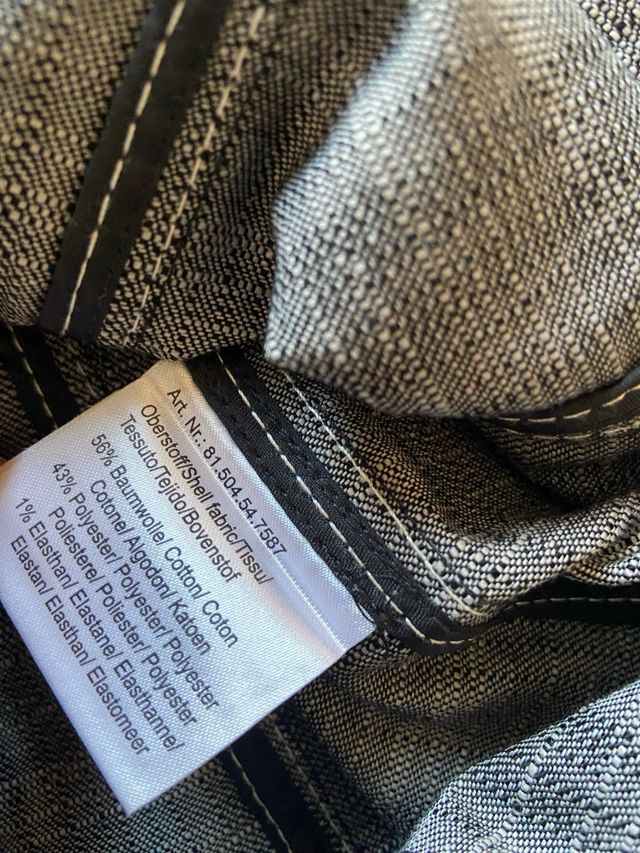 Art. Nr.: 81.504.54.7587
Oberstoff/Shell fabric/Tissu/
Tessuto/Tejido/Bovenstof
56% Baumwolle/ Cotton/ Coton
Cotone/ Algodon/ Katoen
43% Polyester/ Polyester/ Polyester
Poliestere/ Poliester/ Polyester
1% Elasthan/ Elastane/ Elasthanne/
Elastan/ Elasthan/ Elastomeer